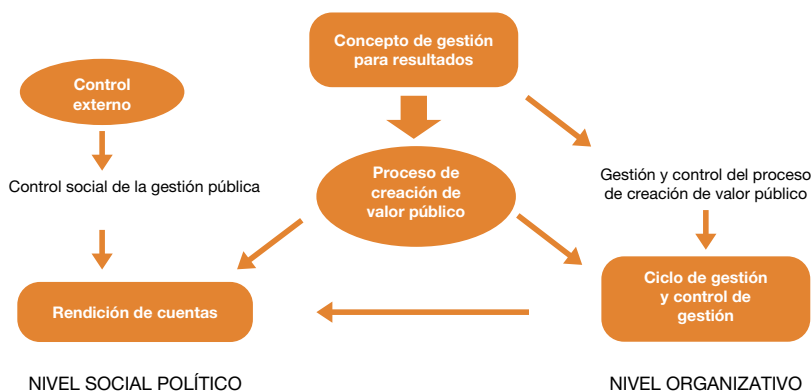 Concepto de gestión
para resultados
Control
externo
Control social de la gestión pública
Proceso de
creación de
valor público
Gestión y control del proceso
de creación de valor público
Rendición de cuentas
Ciclo de gestión
y control de
gestión
NIVEL SOCIAL POLÍTICO
NIVEL ORGANIZATIVO